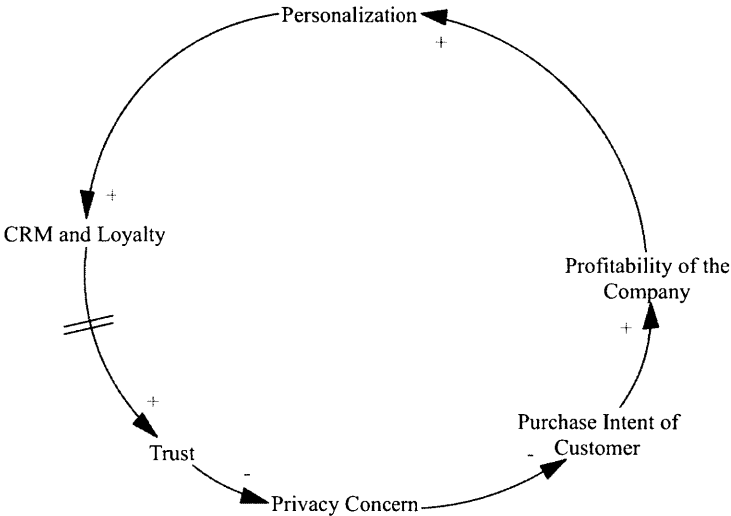 Personalization
+
+
CRM and Loyalty
Profitability of the
Company
+
+
Purchase Intent of
Customer
-
Trust
-
Privacy Concern